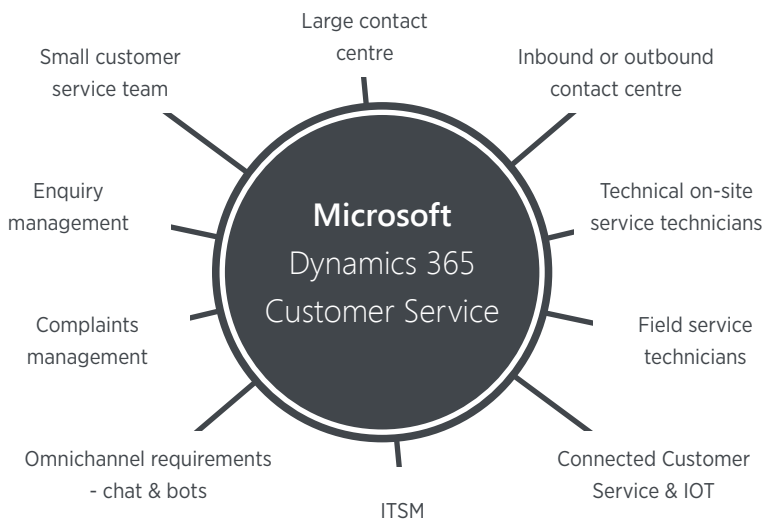 Large contact
centre
Small customer
service team
Inbound or outbound
contact centre
Enquiry
management
Technical on-site
service technicians
Microsoft
Dynamics 365
Customer Service
Complaints
management
Field service
technicians
Omnichannel requirements
- chat & bots
Connected Customer
Service & IOT
ITSM